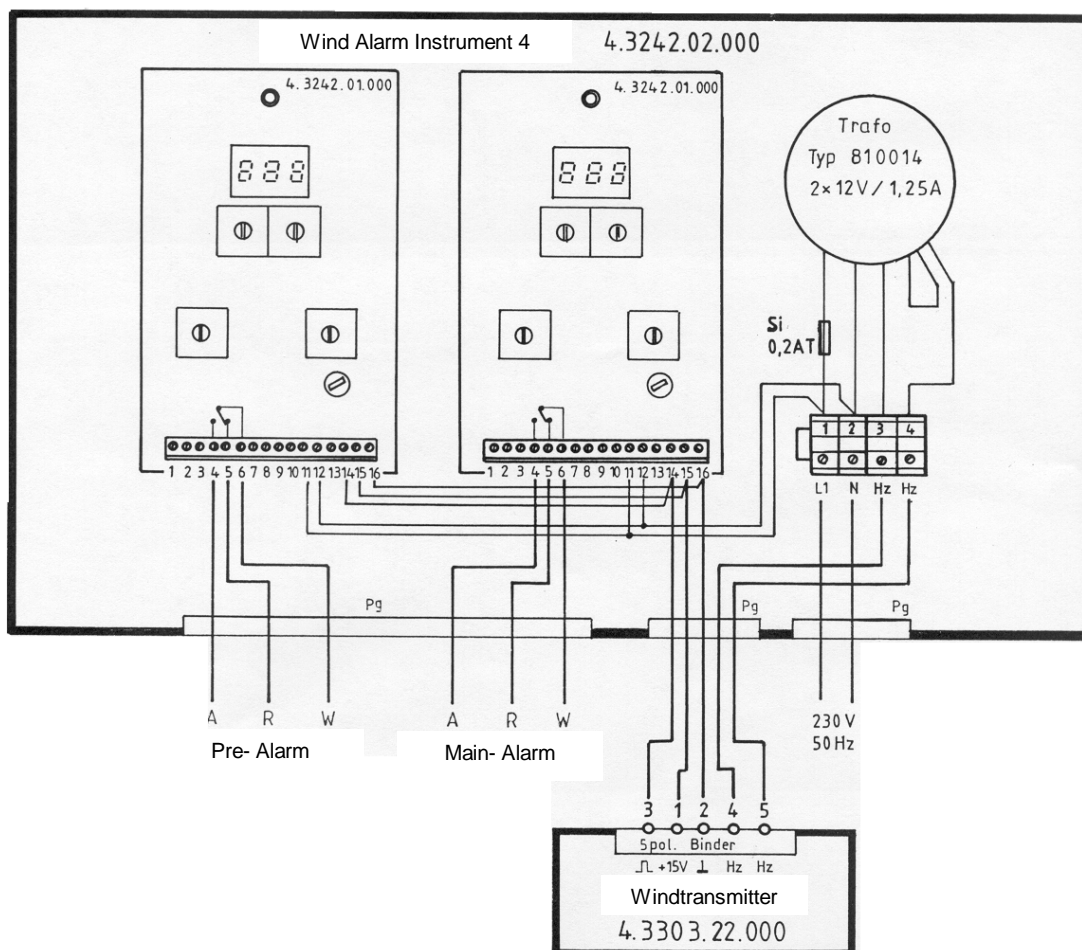 Wind Alarm Instrument 4 4.3242.02.000
4.3242.01.000 4.3242.01.000
Trafo
Typ 810014
2×12V/1,25A
888 888
Si
0,2AT
1 2 3 4
1 2 3 4 5 6 7 8 9 10 11 12 13 14 15 16 1 2 3 4 5 6 7 8 9 10 11 12 13 14 15 16
L1 N Hz Hz
Pg Pg Pg
A R W A R W
Pre- Alarm Main- Alarm
230 V
50 Hz
3 1 2 4 5
5pol. Binder
⎍ +15V ⊥ Hz Hz
Windtransmitter
4.3303.22.000